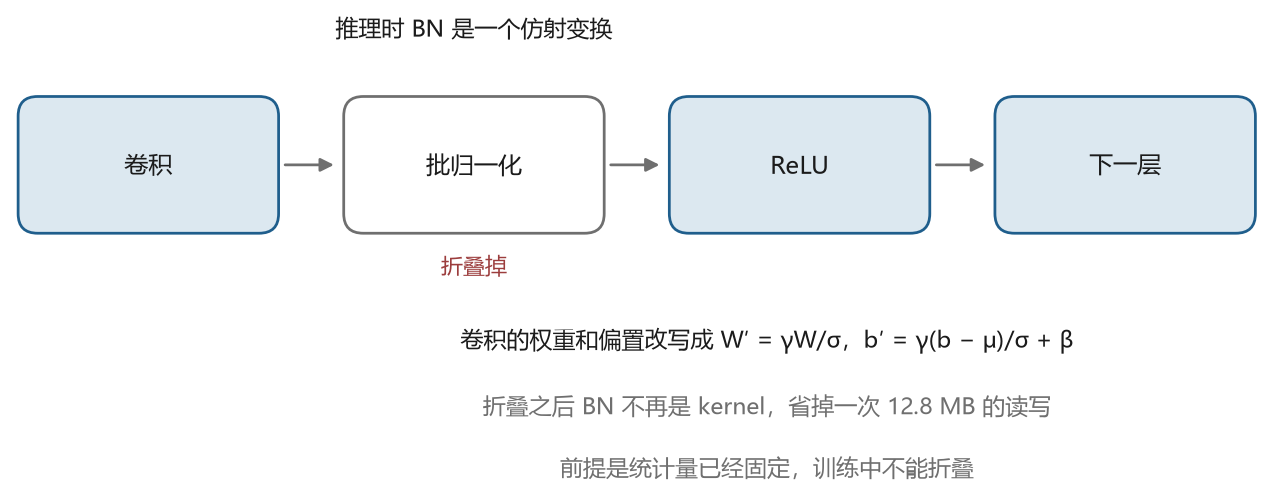 推理时 BN 是一个仿射变换
卷积
批归一化
ReLU
下一层
折叠掉
卷积的权重和偏置改写成 W′ = γW/σ，b′ = γ(b − μ)/σ + β
折叠之后 BN 不再是 kernel，省掉一次 12.8 MB 的读写
前提是统计量已经固定，训练中不能折叠